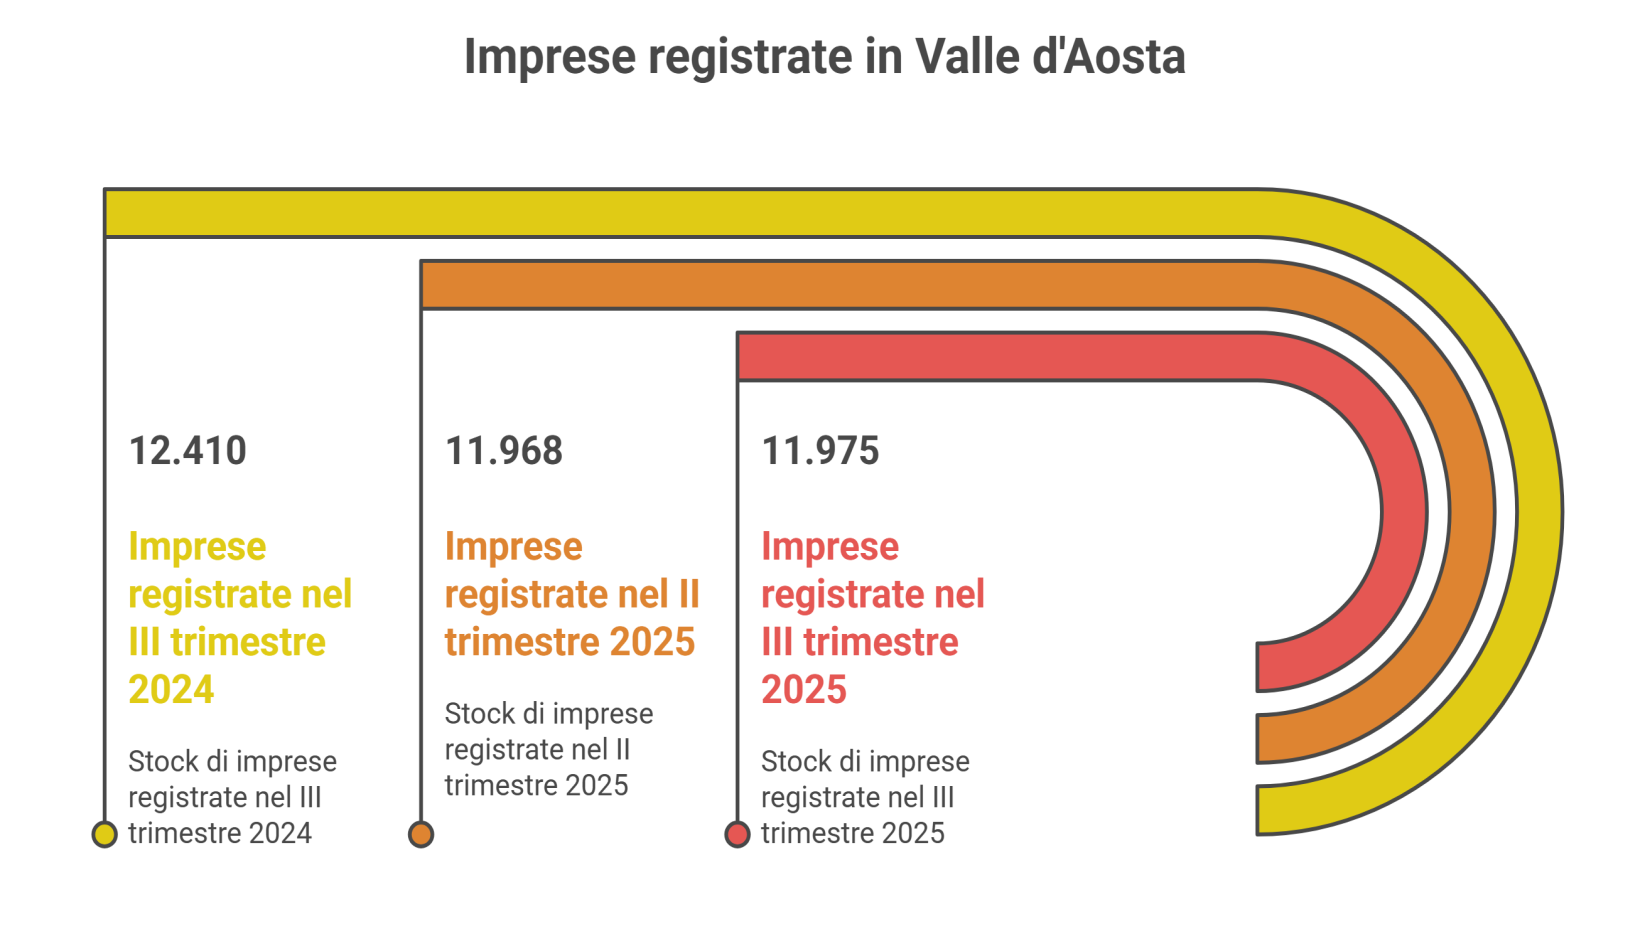 Imprese registrate in Valle d'Aosta
12.410
Imprese
registrate nel
III trimestre
2024
Stock di imprese
registrate nel III
trimestre 2024
11.968
Imprese
registrate nel II
trimestre 2025
Stock di imprese
registrate nel II
trimestre 2025
11.975
Imprese
registrate nel
III trimestre
2025
Stock di imprese
registrate nel III
trimestre 2025